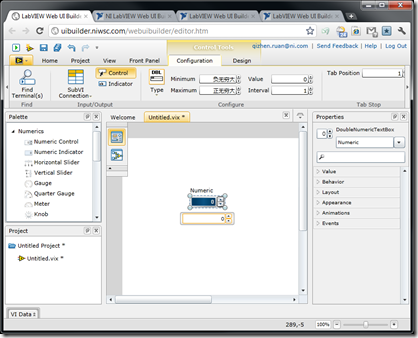 LabVIEW Web UI Builder
NI LabVIEW Web UI Bui
LabVIEW Web UI Builde
LabVIEW Web UI Builde
uibuilder.niwsc.com/webuibuilder/editor.htm
Control Tools
qizhen.ruan@ni.com | Send Feedback | Help | Log Out
Home Project View Front Panel Configuration Design
Find Terminal(s)
SubVI Connection
Control
Indicator
DBL
Type
Minimum 负无穷大 Value 0
Maximum 正无穷大 Interval 1
Tab Position 1
Find Input/Output Configure Tab Stop
Palette
Numerics
Numeric Control
Numeric Indicator
Horizontal Slider
Vertical Slider
Gauge
Quarter Gauge
Meter
Knob
Project
Untitled Project *
Untitled.vix *
Welcome Untitled.vix *
Numeric
0
0
Properties
0 DoubleNumericTextBox
Numeric
Value
Behavior
Layout
Appearance
Animations
Events
VI Data
289,-5 100%